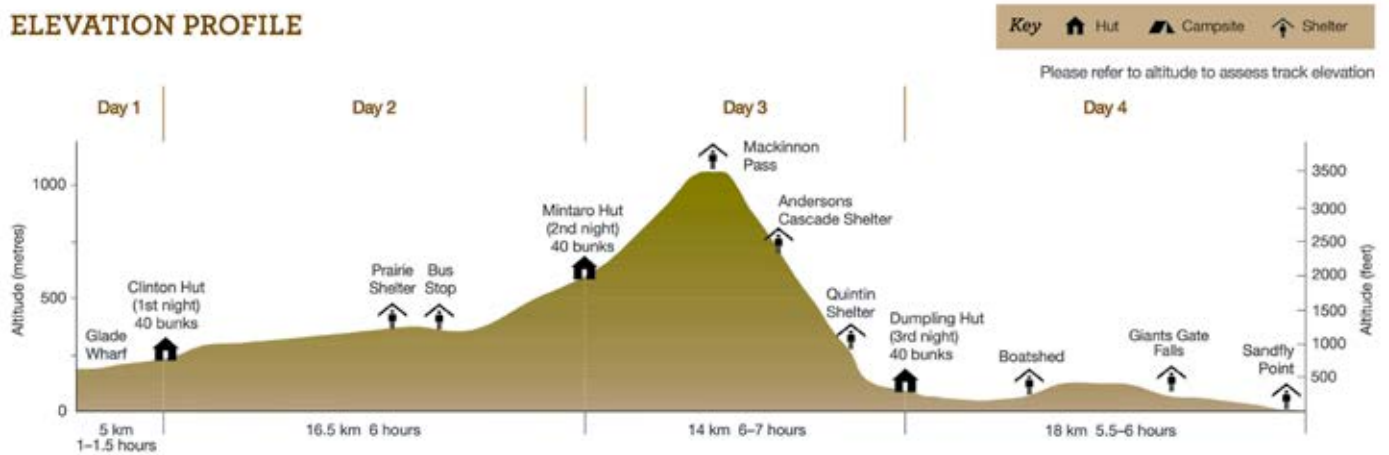 ELEVATION PROFILE
Key Hut Campsite Shelter
Please refer to altitude to assess track elevation
Day 1
Day 2
Day 3
Day 4
Altitude (metres)
1000
500
0
Glade
Wharf
Clinton Hut
(1st night)
40 bunks
Prairie
Shelter
Bus
Stop
Mintaro Hut
(2nd night)
40 bunks
Mackinnon
Pass
Andersons
Cascade Shelter
Quintin
Shelter
Dumpling Hut
(3rd night)
40 bunks
Boatshed
Giants Gate
Falls
Sandfly
Point
3500
3000
2500
2000
1500
1000
500
Altitude (feet)
5 km
1–1.5 hours
16.5 km 6 hours
14 km 6–7 hours
18 km 5.5–6 hours